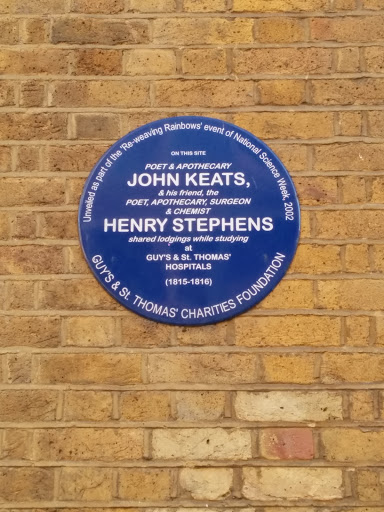 Unveiled as part of the 'Re-weaving Rainbows' event of National Science Week, 2002
ON THIS SITE
POET & APOTHECARY
JOHN KEATS,
& his friend, the
POET, APOTHECARY, SURGEON
& CHEMIST
HENRY STEPHENS
shared lodgings while studying
at
GUY'S & St. THOMAS'
HOSPITALS
(1815-1816)
GUY'S & St. THOMAS' CHARITIES FOUNDATION